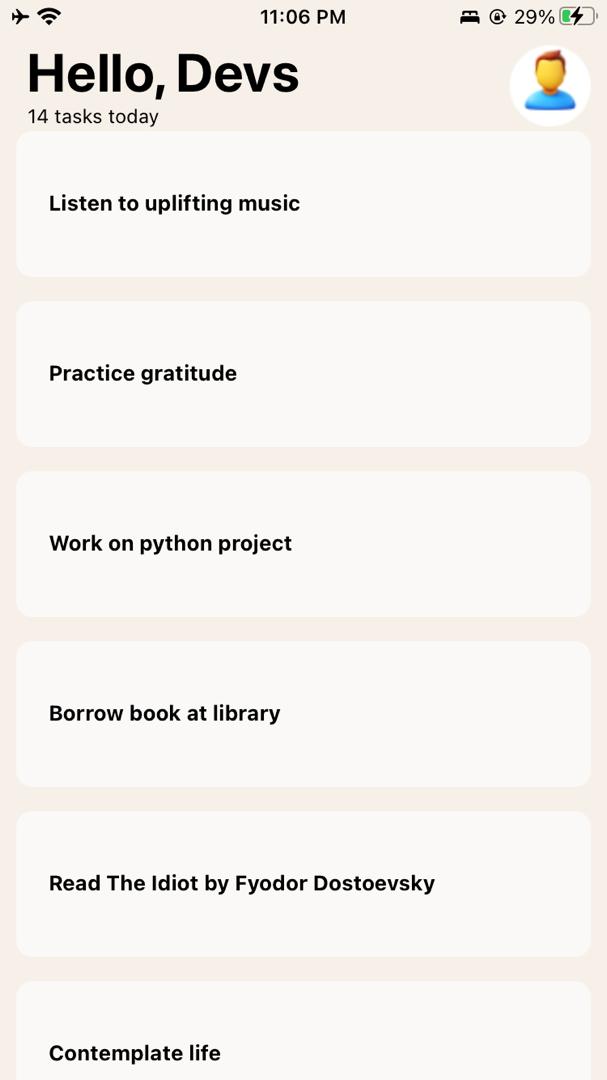 11:06 PM
29%
Hello, Devs
14 tasks today
Listen to uplifting music
Practice gratitude
Work on python project
Borrow book at library
Read The Idiot by Fyodor Dostoevsky
Contemplate life